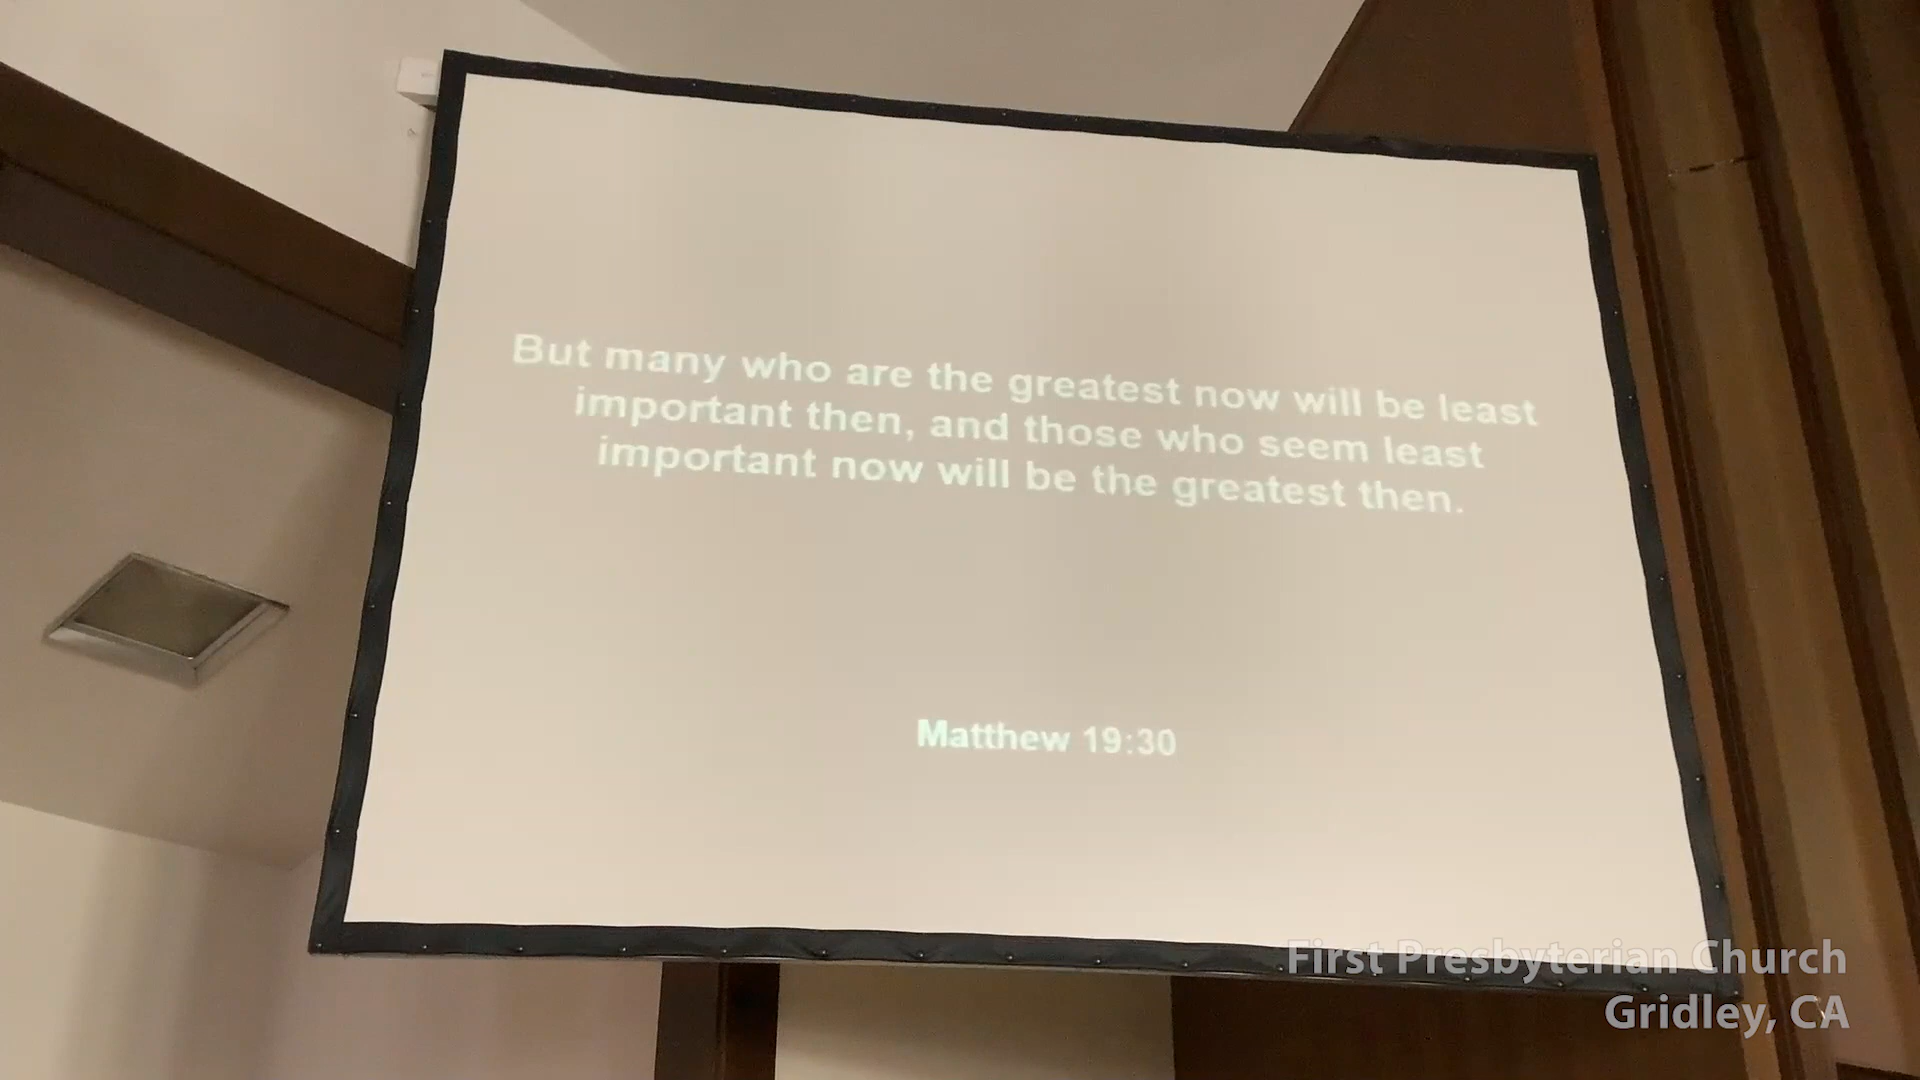 But many who are the greatest now will be least
important then, and those who seem least
important now will be the greatest then.
Matthew 19:30
First Presbyterian Church
Gridley, CA